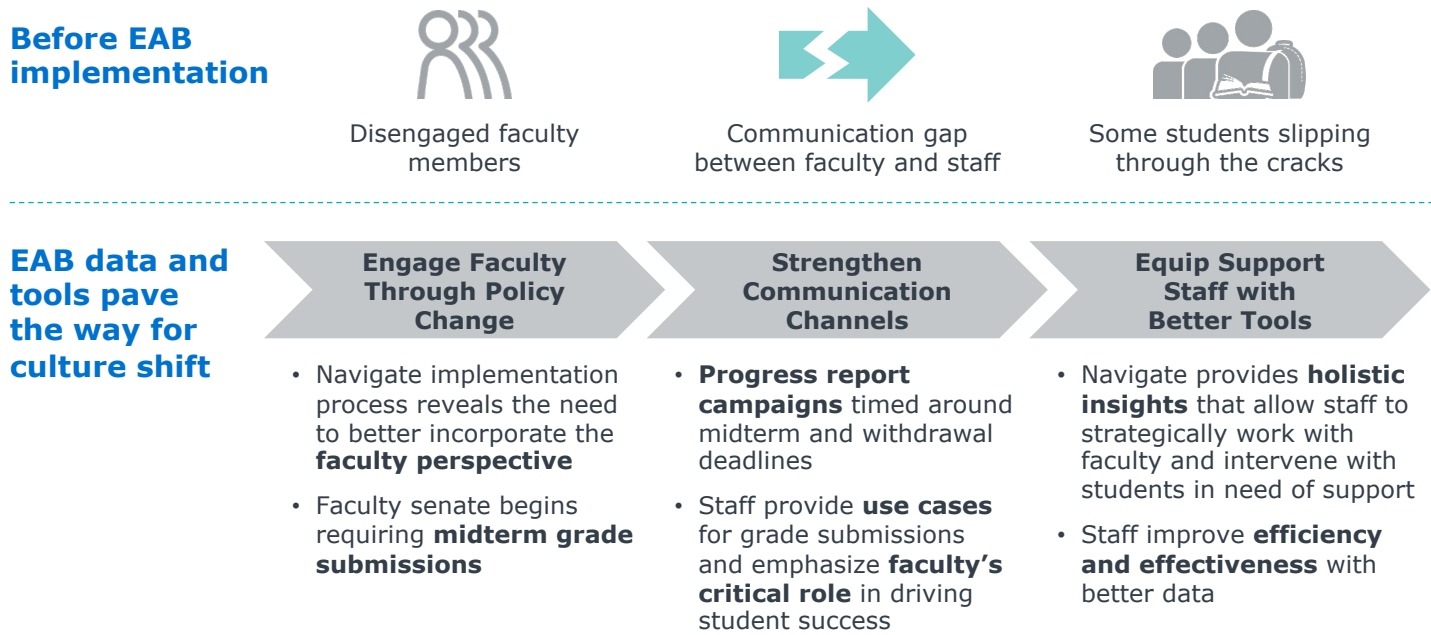 Before EAB
implementation
Disengaged faculty
members
Communication gap
between faculty and staff
Some students slipping
through the cracks
EAB data and
tools pave
the way for
culture shift
Engage Faculty
Through Policy
Change
• Navigate implementation
process reveals the need
to better incorporate the
faculty perspective
• Faculty senate begins
requiring midterm grade
submissions
Strengthen
Communication
Channels
• Progress report
campaigns timed around
midterm and withdrawal
deadlines
• Staff provide use cases
for grade submissions
and emphasize faculty’s
critical role in driving
student success
Equip Support
Staff with
Better Tools
• Navigate provides holistic
insights that allow staff to
strategically work with
faculty and intervene with
students in need of support
• Staff improve efficiency
and effectiveness with
better data